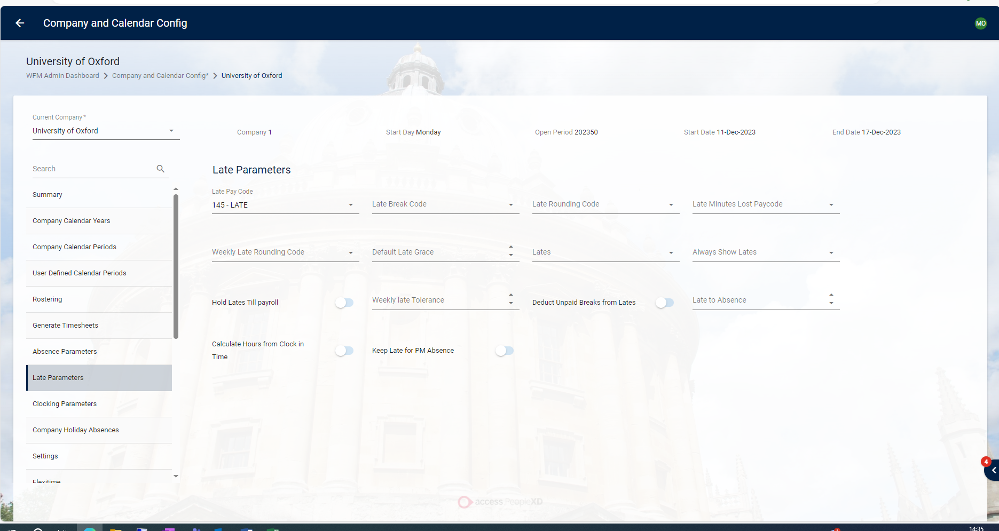 Company and Calendar Config
MO
University of Oxford
WFM Admin Dashboard > Company and Calendar Config* > University of Oxford
Current Company *
University of Oxford
Company 1
Start Day Monday
Open Period 202350
Start Date 11-Dec-2023
End Date 17-Dec-2023
Search
Summary
Company Calendar Years
Company Calendar Periods
User Defined Calendar Periods
Rostering
Generate Timesheets
Absence Parameters
Late Parameters
Clocking Parameters
Company Holiday Absences
Settings
Flexitime
Late Parameters
Late Pay Code
145 - LATE
Late Break Code
Late Rounding Code
Late Minutes Lost Paycode
Weekly Late Rounding Code
Default Late Grace
Lates
Always Show Lates
Hold Lates Till payroll
Weekly late Tolerance
Deduct Unpaid Breaks from Lates
Late to Absence
Calculate Hours from Clock in
Time
Keep Late for PM Absence
4
access PeopleXD
14:35